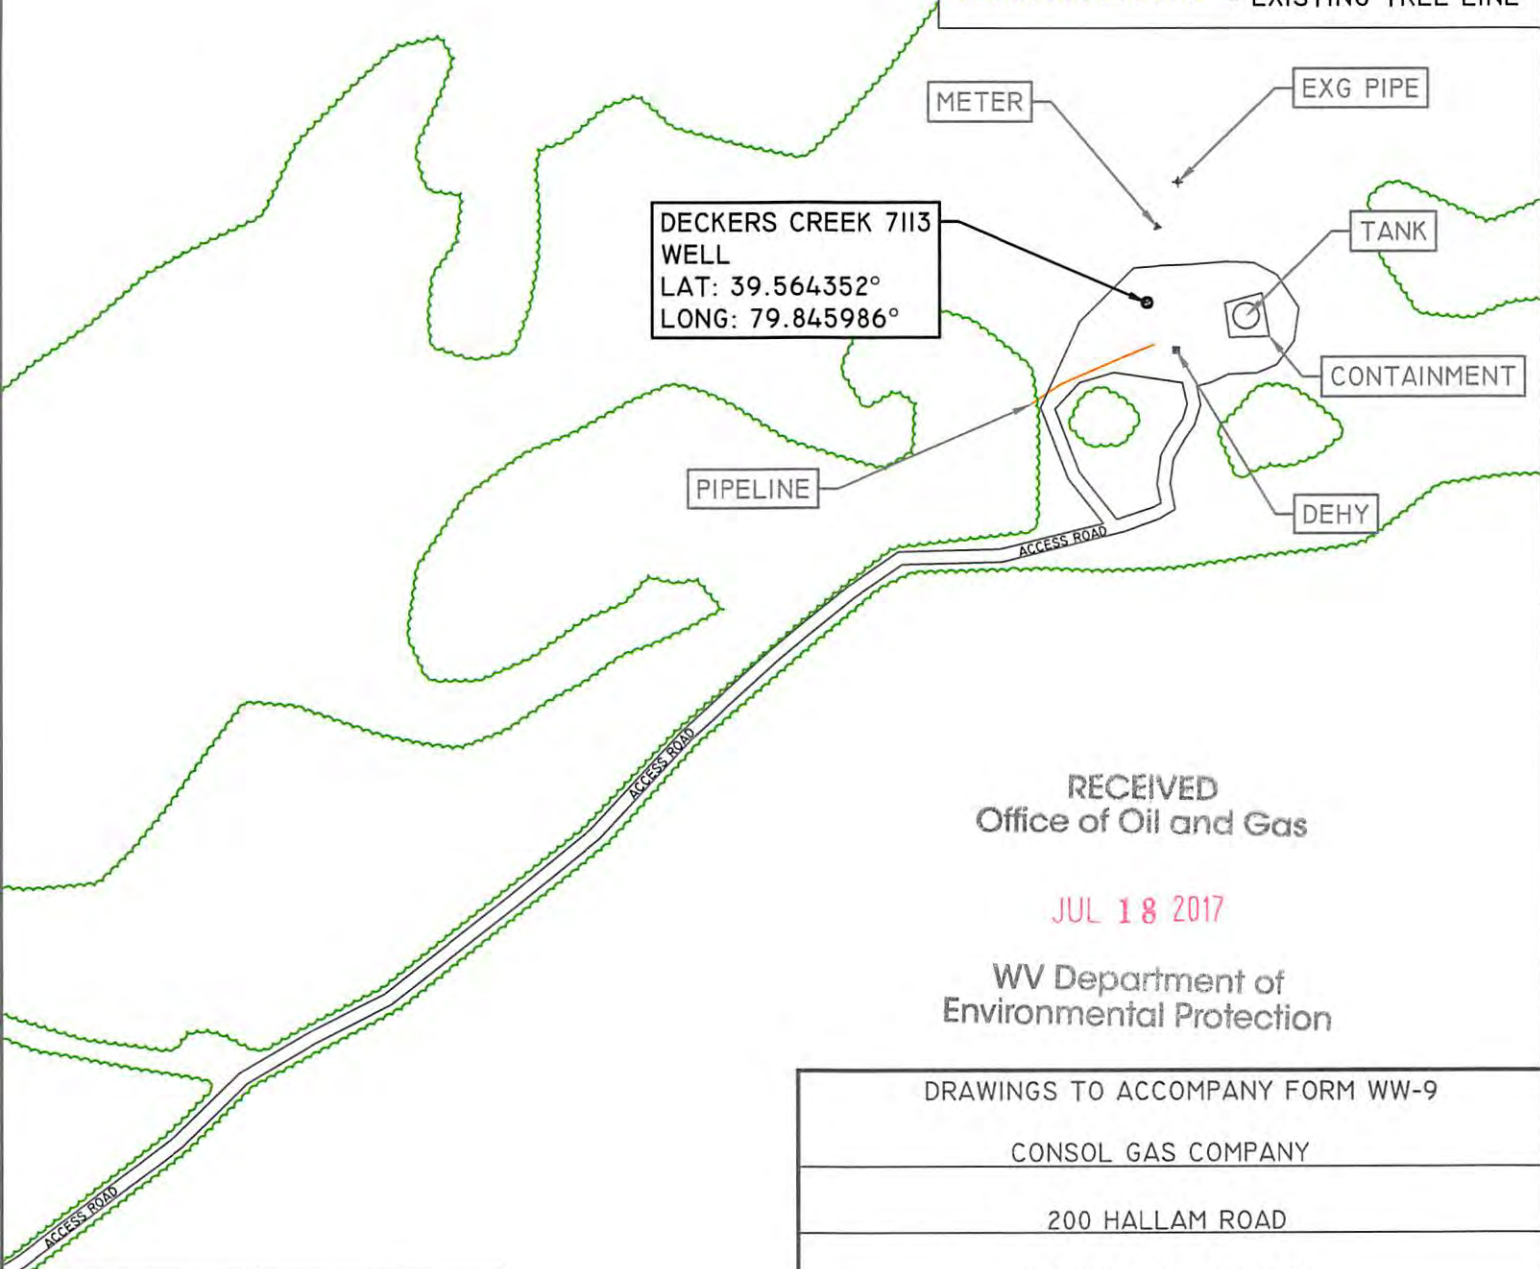 - EXISTING TREE LINE
METER
EXG PIPE
DECKERS CREEK 7113
WELL
LAT: 39.564352°
LONG: 79.845986°
TANK
CONTAINMENT
PIPELINE
DEHY
ACCESS ROAD
ACCESS ROAD
RECEIVED
Office of Oil and Gas
JUL 18 2017
WV Department of
Environmental Protection
DRAWINGS TO ACCOMPANY FORM WW-9
CONSOL GAS COMPANY
200 HALLAM ROAD
ACCESS ROAD